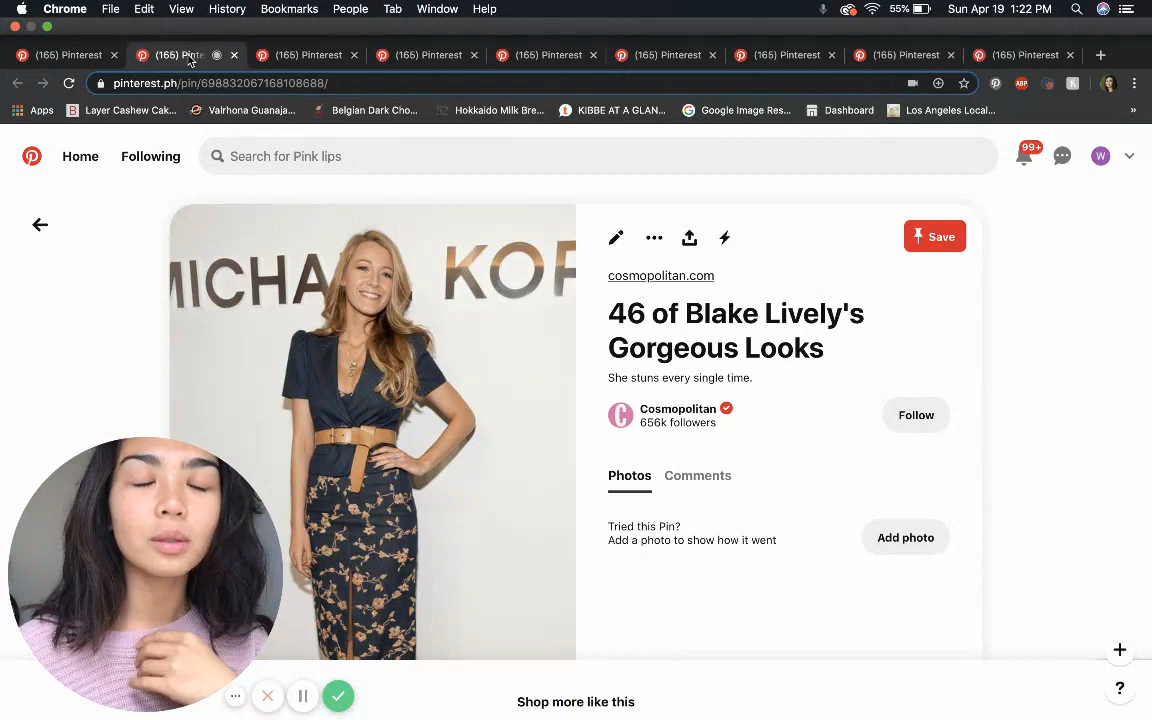 Chrome File Edit View History Bookmarks People Tab Window Help 55% Sun Apr 19 1:22 PM
(165) Pinterest (165) Pinte (165) Pinterest (165) Pinterest (165) Pinterest (165) Pinterest (165) Pinterest (165) Pinterest (165) Pinterest
pinterest.ph/pin/698832067168108688/ ABP
Apps Layer Cashew Cak... Valrhona Guanaja... Belgian Dark Cho... Hokkaido Milk Bre... KIBBE AT A GLAN... Google Image Res... Dashboard Los Angeles Local... »
Home Following Search for Pink lips 99+ W
MICHA KOR
Save
cosmopolitan.com
46 of Blake Lively's
Gorgeous Looks
She stuns every single time.
Cosmopolitan
656k followers
Follow
Photos Comments
Tried this Pin?
Add a photo to show how it went
Add photo
Shop more like this